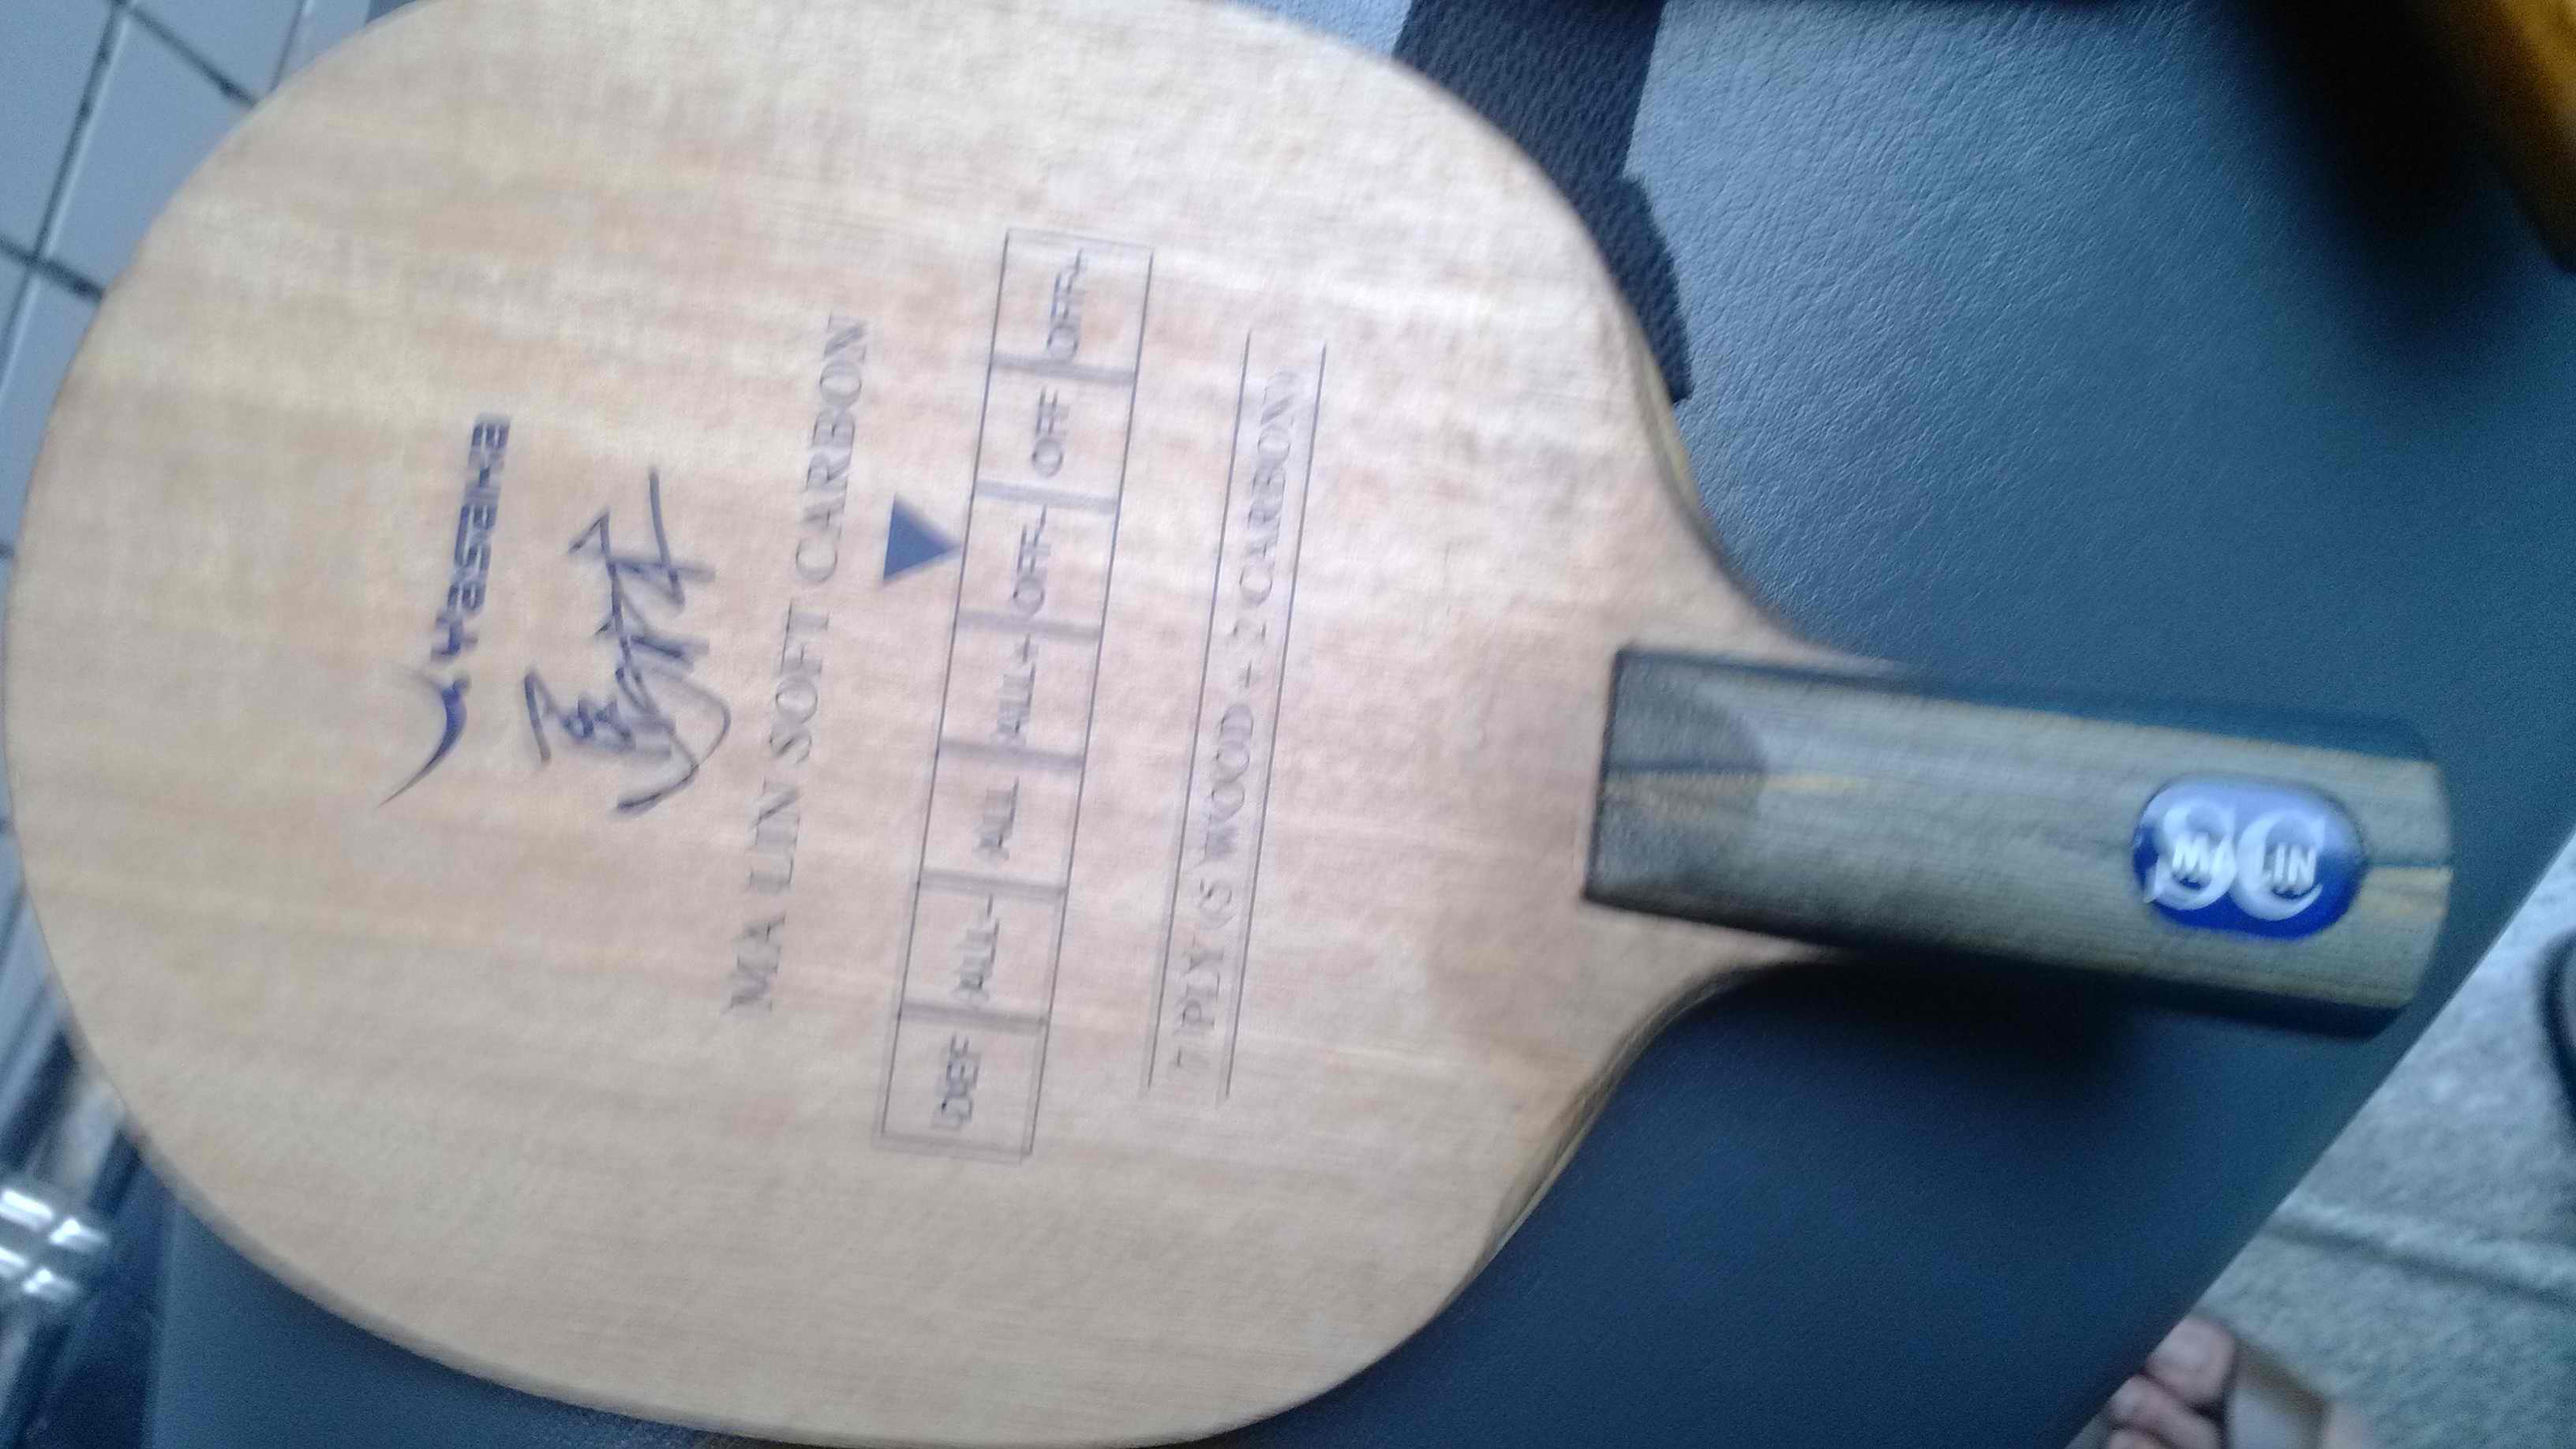 Yasaka
馬林
MA LIN SOFT CARBON
DEF ALL- ALL ALL+ OFF- OFF OFF+
7 PLY (5 WOOD + 2 CARBON)
SC
MA LIN